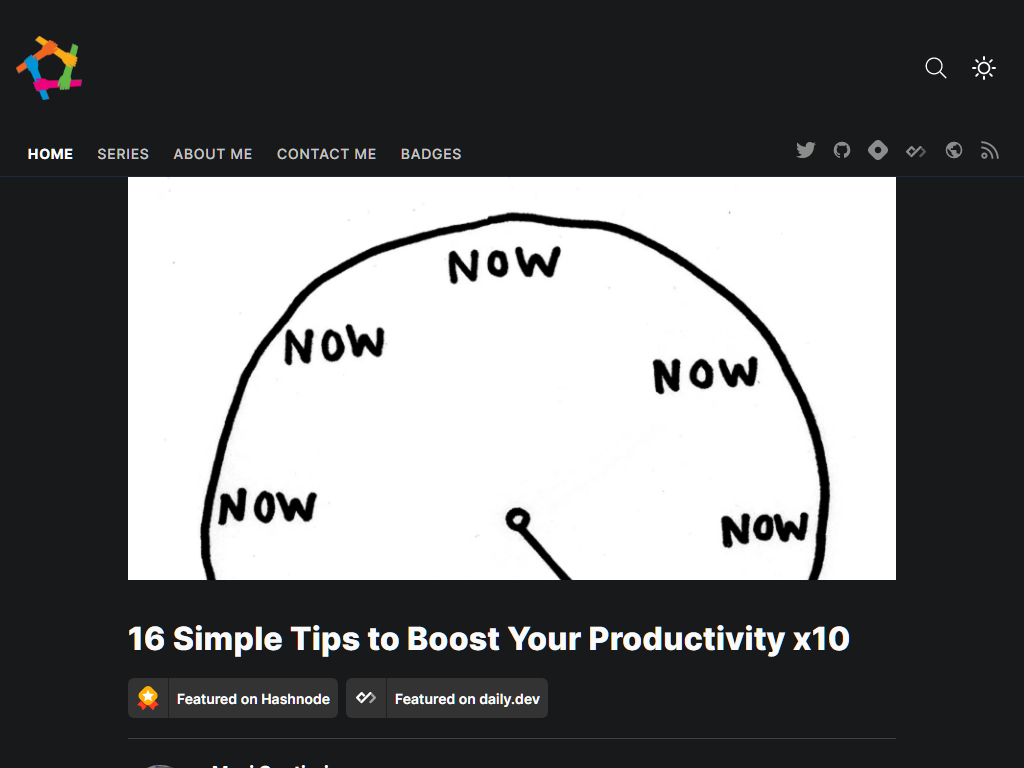 HOME SERIES ABOUT ME CONTACT ME BADGES
NOW
NOW
NOW
NOW
NOW
16 Simple Tips to Boost Your Productivity x10
Featured on Hashnode Featured on daily.dev